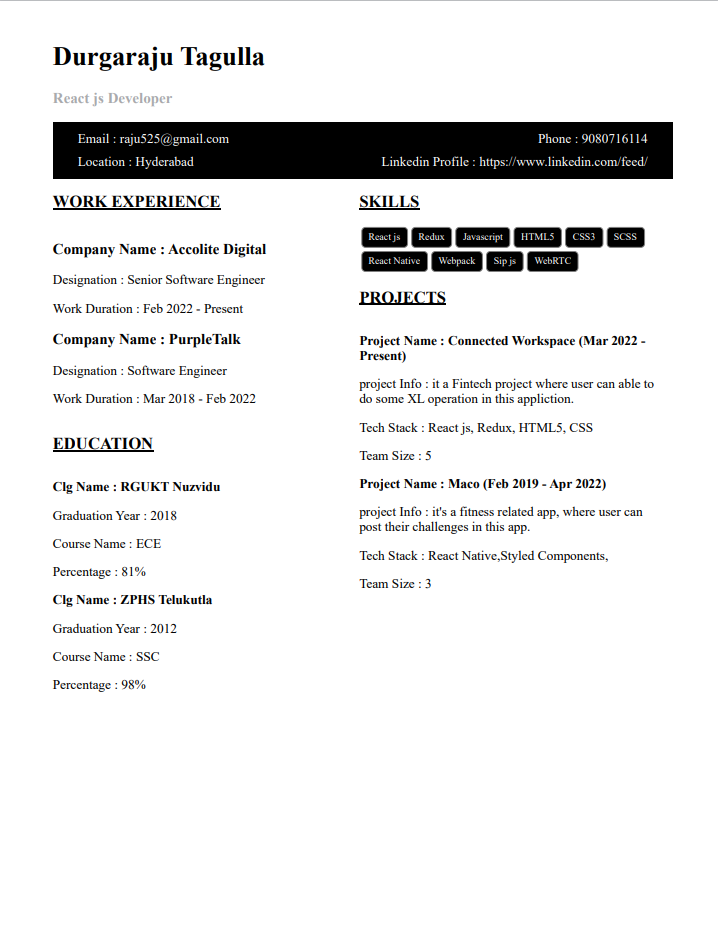 Durgaraju Tagulla
React js Developer
Email : raju525@gmail.com
Phone : 9080716114
Location : Hyderabad
Linkedin Profile : https://www.linkedin.com/feed/
WORK EXPERIENCE
Company Name : Accolite Digital
Designation : Senior Software Engineer
Work Duration : Feb 2022 - Present
Company Name : PurpleTalk
Designation : Software Engineer
Work Duration : Mar 2018 - Feb 2022
EDUCATION
Clg Name : RGUKT Nuzvidu
Graduation Year : 2018
Course Name : ECE
Percentage : 81%
Clg Name : ZPHS Telukutla
Graduation Year : 2012
Course Name : SSC
Percentage : 98%
SKILLS
React js Redux Javascript HTML5 CSS3 SCSS
React Native Webpack Sip js WebRTC
PROJECTS
Project Name : Connected Workspace (Mar 2022 -
Present)
project Info : it a Fintech project where user can able to
do some XL operation in this appliction.
Tech Stack : React js, Redux, HTML5, CSS
Team Size : 5
Project Name : Maco (Feb 2019 - Apr 2022)
project Info : it's a fitness related app, where user can
post their challenges in this app.
Tech Stack : React Native,Styled Components,
Team Size : 3